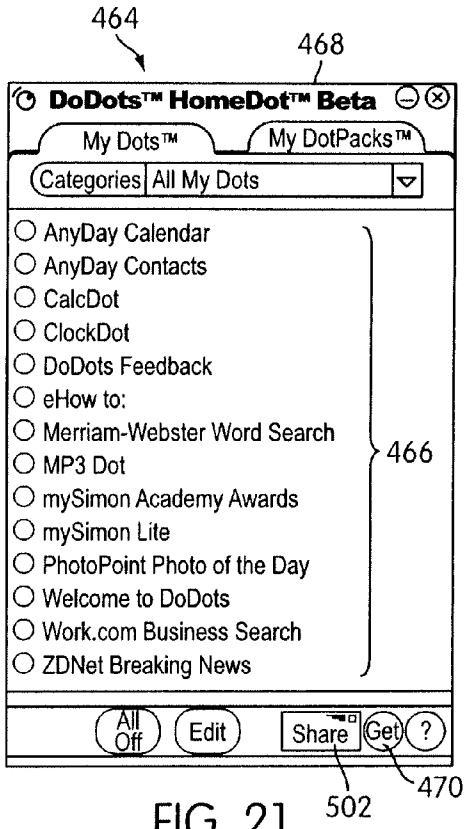 464
468
DoDots™ HomeDot™ Beta
My Dots™ My DotPacks™
Categories All My Dots
AnyDay Calendar
AnyDay Contacts
CalcDot
ClockDot
DoDots Feedback
eHow to:
Merriam-Webster Word Search
MP3 Dot
mySimon Academy Awards
mySimon Lite
PhotoPoint Photo of the Day
Welcome to DoDots
Work.com Business Search
ZDNet Breaking News
466
All Off Edit Share Get ?
502 470
FIG. 21